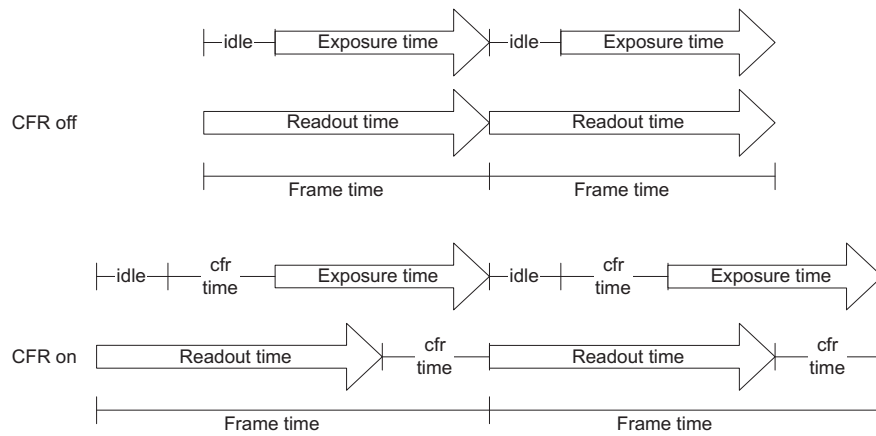 idle Exposure time idle Exposure time
CFR off Readout time Readout time
Frame time Frame time
idle cfr time Exposure time idle cfr time Exposure time
CFR on Readout time cfr time Readout time cfr time
Frame time Frame time